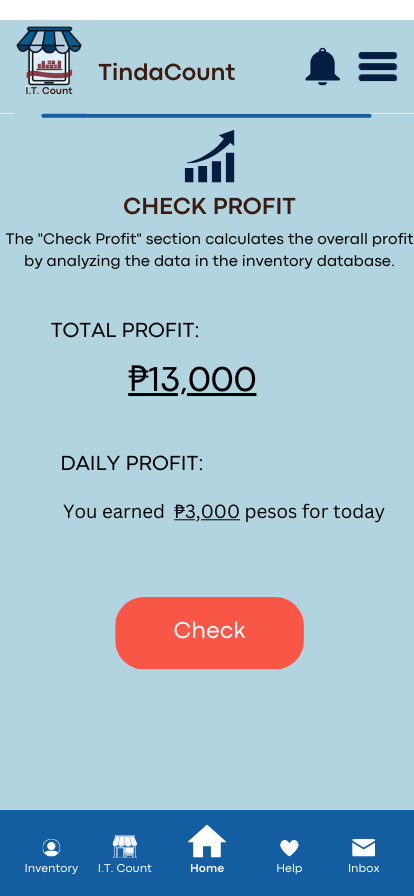 I.T. Count
TindaCount
CHECK PROFIT
The "Check Profit" section calculates the overall profit
by analyzing the data in the inventory database.
TOTAL PROFIT:
₱13,000
DAILY PROFIT:
You earned ₱3,000 pesos for today
Check
Inventory
I.T. Count
Home
Help
Inbox